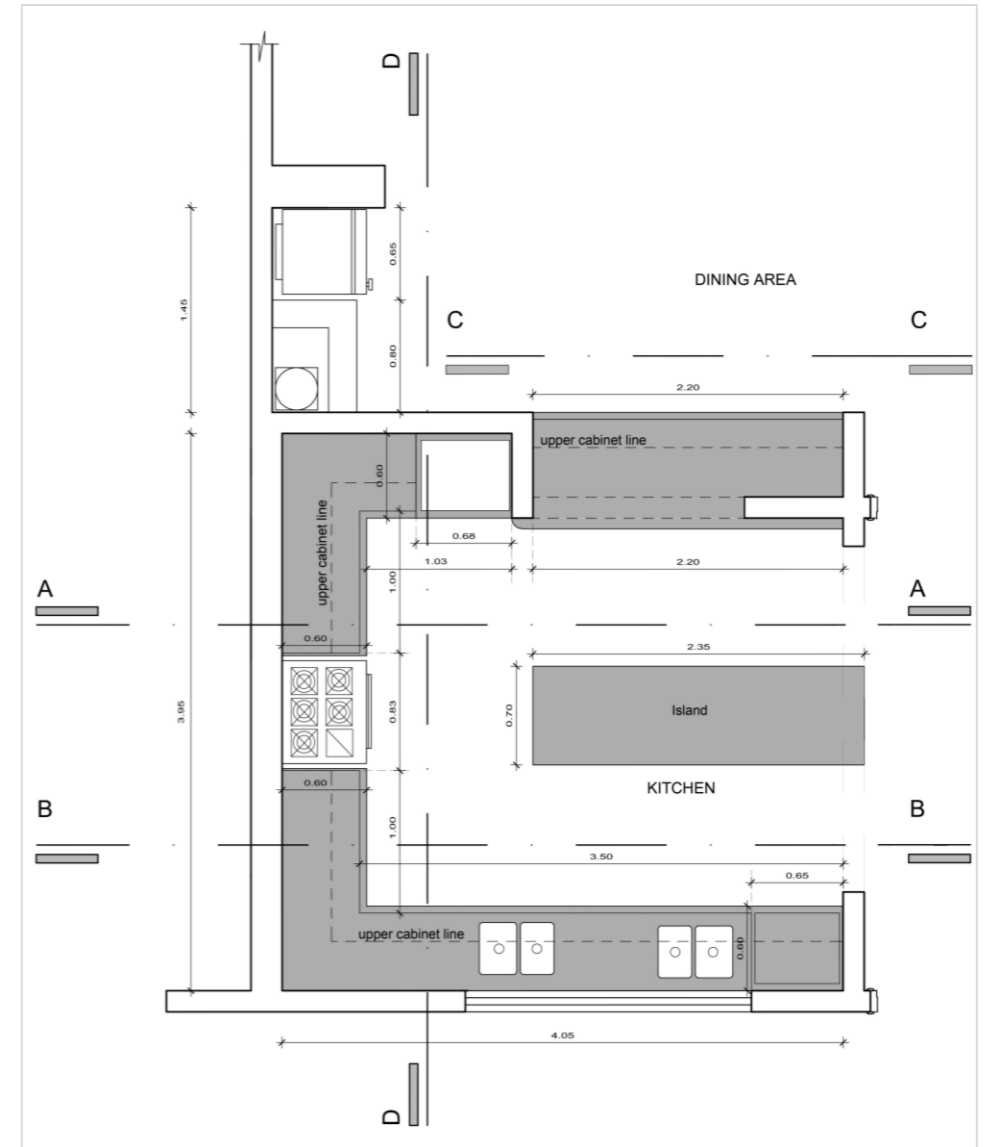 D
DINING AREA
0.65
1.45
C
C
0.80
2.20
upper cabinet line
0.60
upper cabinet line
0.68
1.03
2.20
1.00
A
A
0.60
2.35
0.70
Island
0.83
3.95
0.60
KITCHEN
B
B
1.00
3.50
0.65
upper cabinet line
0.60
4.05
D